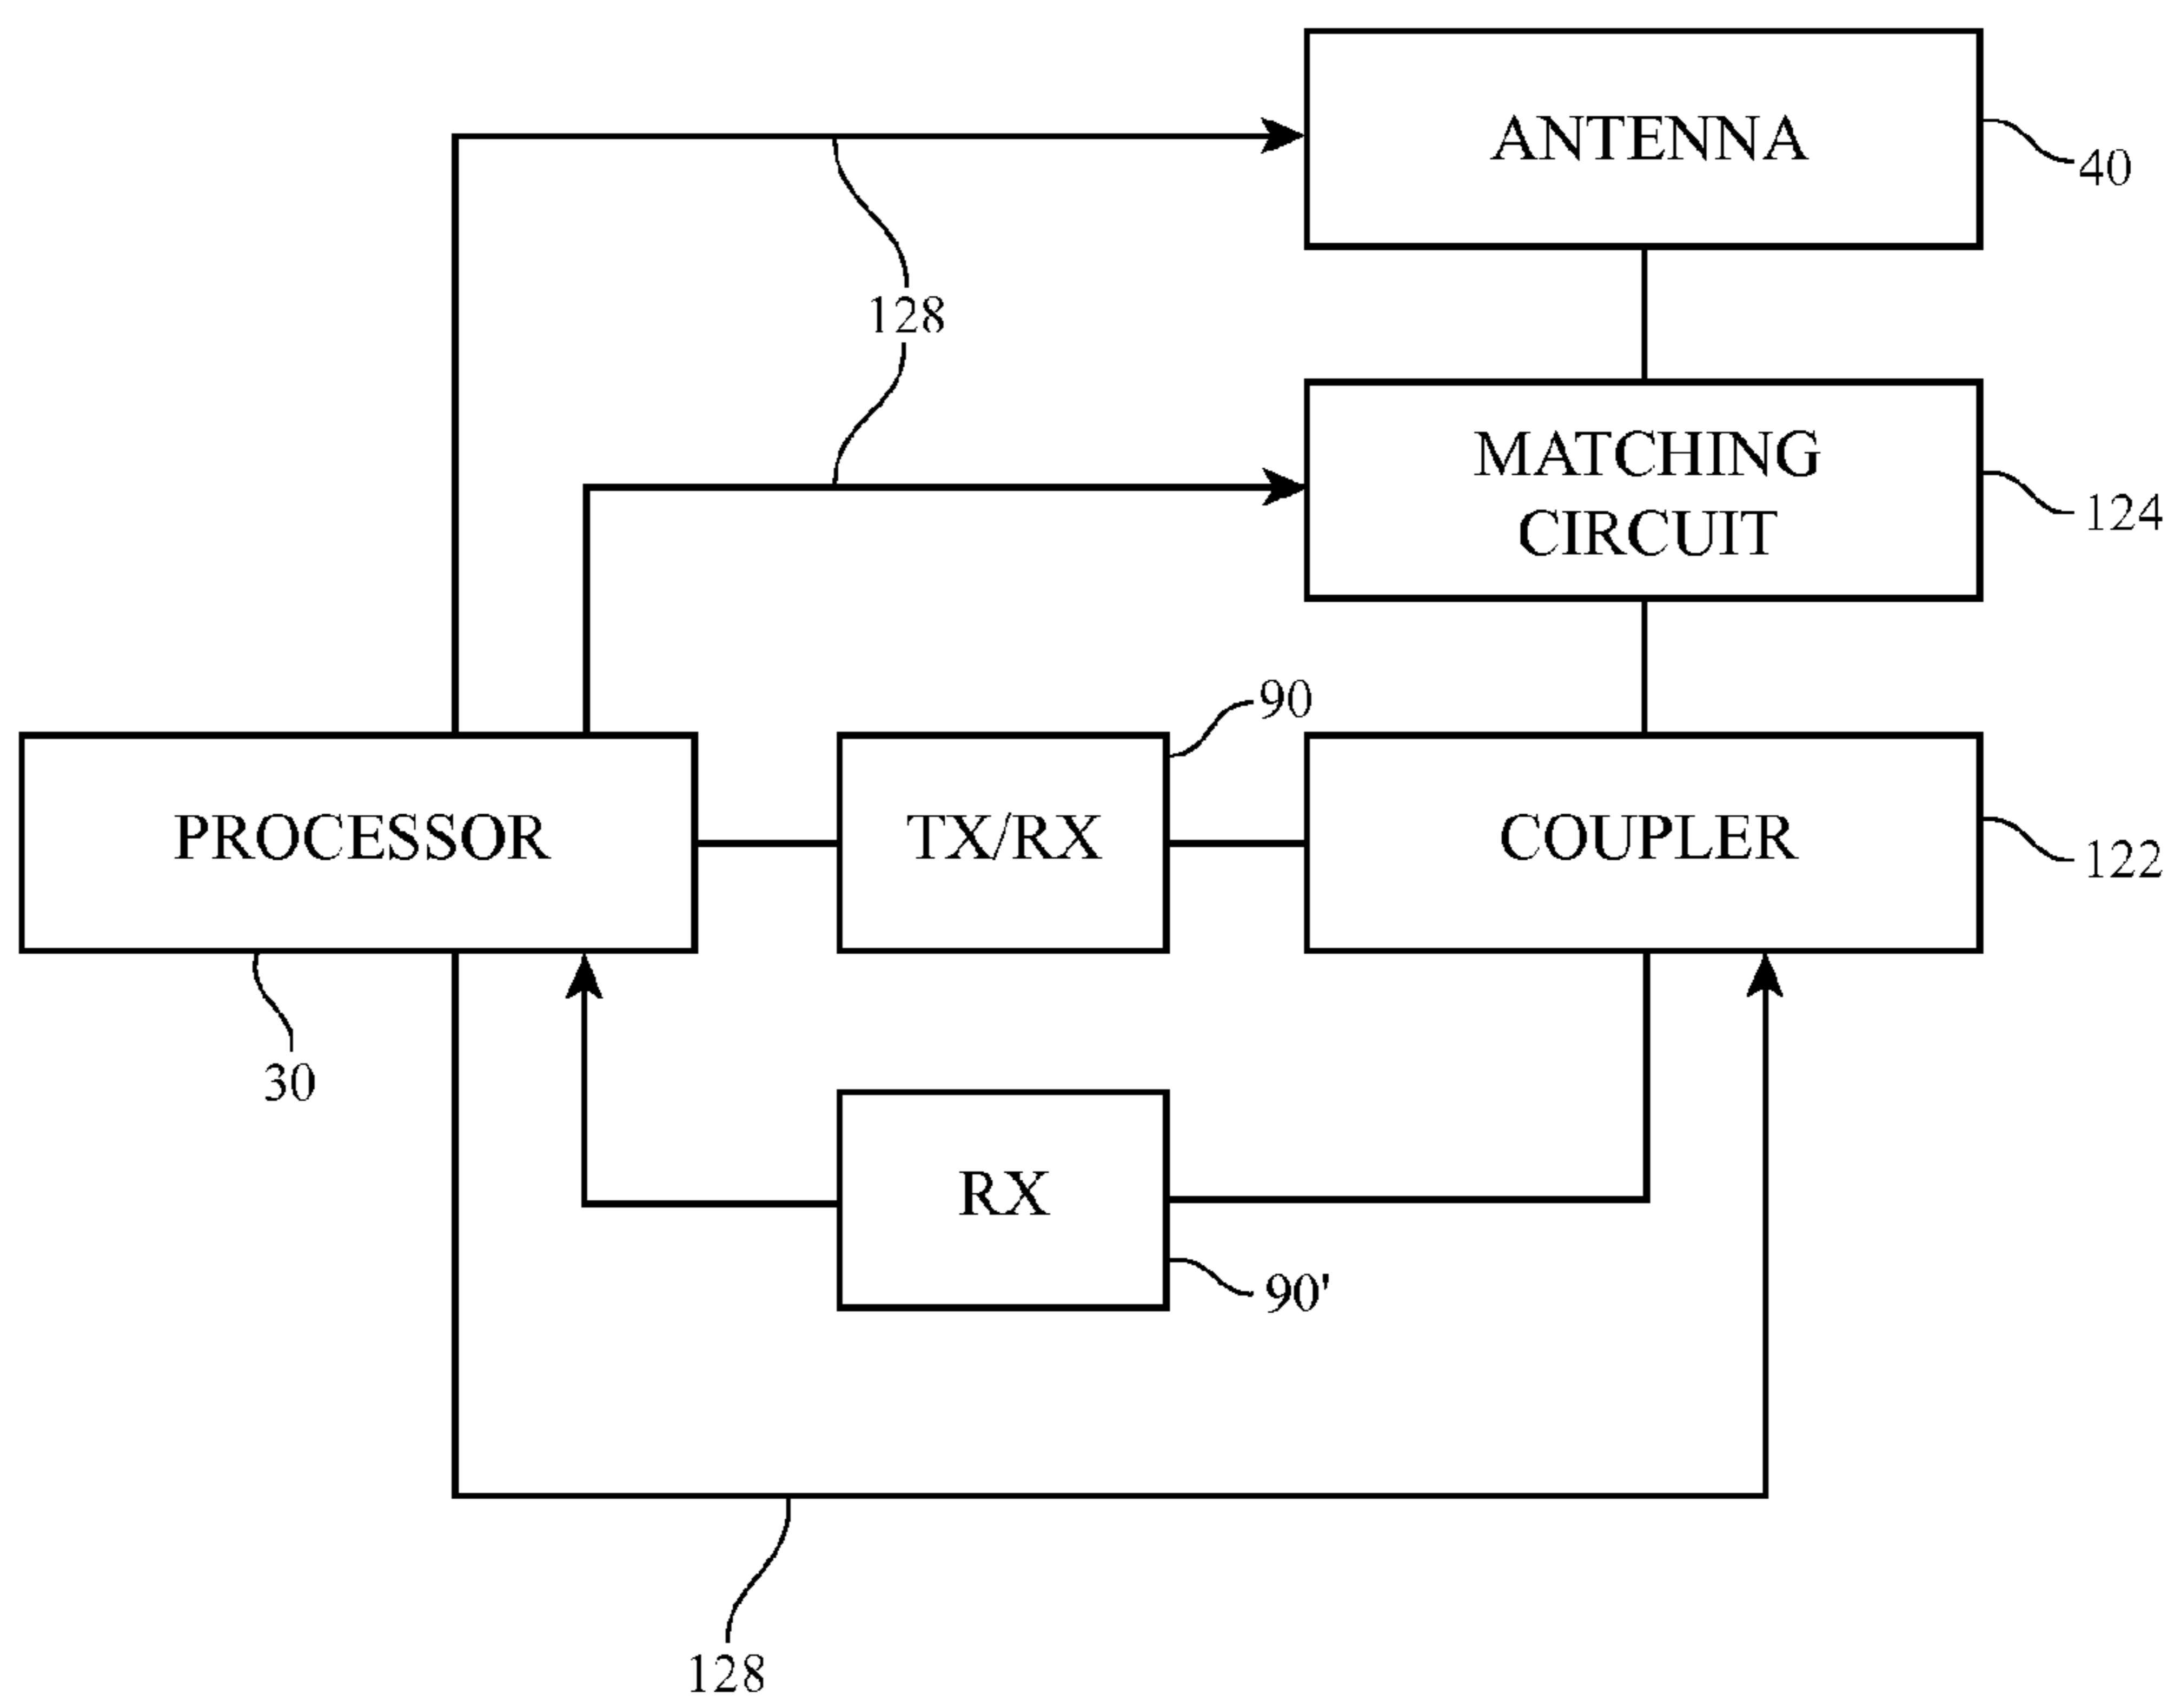 ANTENNA
40
128
MATCHING
CIRCUIT
124
90
PROCESSOR
TX/RX
COUPLER
122
30
RX
90'
128